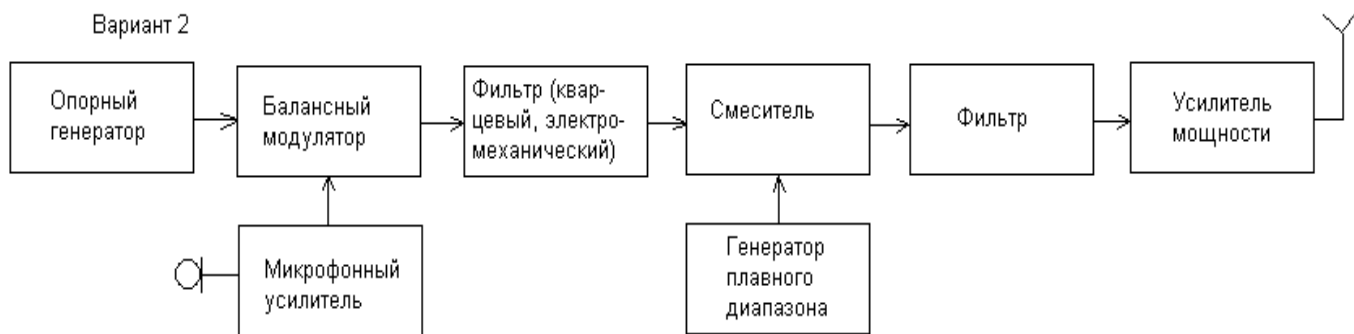 Вариант 2
Опорный
генератор
Балансный
модулятор
Фильтр (квар-
цевый, электро-
механический)
Смеситель
Фильтр
Усилитель
мощности
Микрофонный
усилитель
Генератор
плавного
диапазона